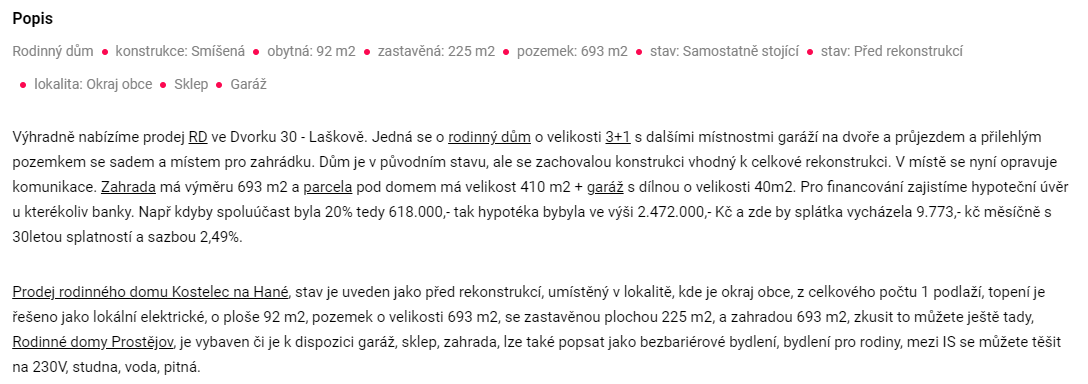 Popis
Rodinný dům • konstrukce: Smíšená • obytná: 92 m2 • zastavěná: 225 m2 • pozemek: 693 m2 • stav: Samostatně stojící • stav: Před rekonstrukcí
• lokalita: Okraj obce • Sklep • Garáž
Výhradně nabízíme prodej RD ve Dvorku 30 - Laškově. Jedná se o rodinný dům o velikosti 3+1 s dalšími místnostmi garáží na dvoře a průjezdem a přilehlým
pozemkem se sadem a místem pro zahrádku. Dům je v původním stavu, ale se zachovalou konstrukci vhodný k celkové rekonstrukci. V místě se nyní opravuje
komunikace. Zahrada má výměru 693 m2 a parcela pod domem má velikost 410 m2 + garáž s dílnou o velikosti 40m2. Pro financování zajistíme hypoteční úvěr
u kterékoliv banky. Např kdyby spoluúčast byla 20% tedy 618.000,- tak hypotéka bybyla ve výši 2.472.000,- Kč a zde by splátka vycházela 9.773,- kč měsíčně s
30letou splatností a sazbou 2,49%.
Prodej rodinného domu Kostelec na Hané, stav je uveden jako před rekonstrukcí, umístěný v lokalitě, kde je okraj obce, z celkového počtu 1 podlaží, topení je
řešeno jako lokální elektrické, o ploše 92 m2, pozemek o velikosti 693 m2, se zastavěnou plochou 225 m2, a zahradou 693 m2, zkusit to můžete ještě tady,
Rodinné domy Prostějov, je vybaven či je k dispozici garáž, sklep, zahrada, lze také popsat jako bezbariérové bydlení, bydlení pro rodiny, mezi IS se můžete těšit
na 230V, studna, voda, pitná.